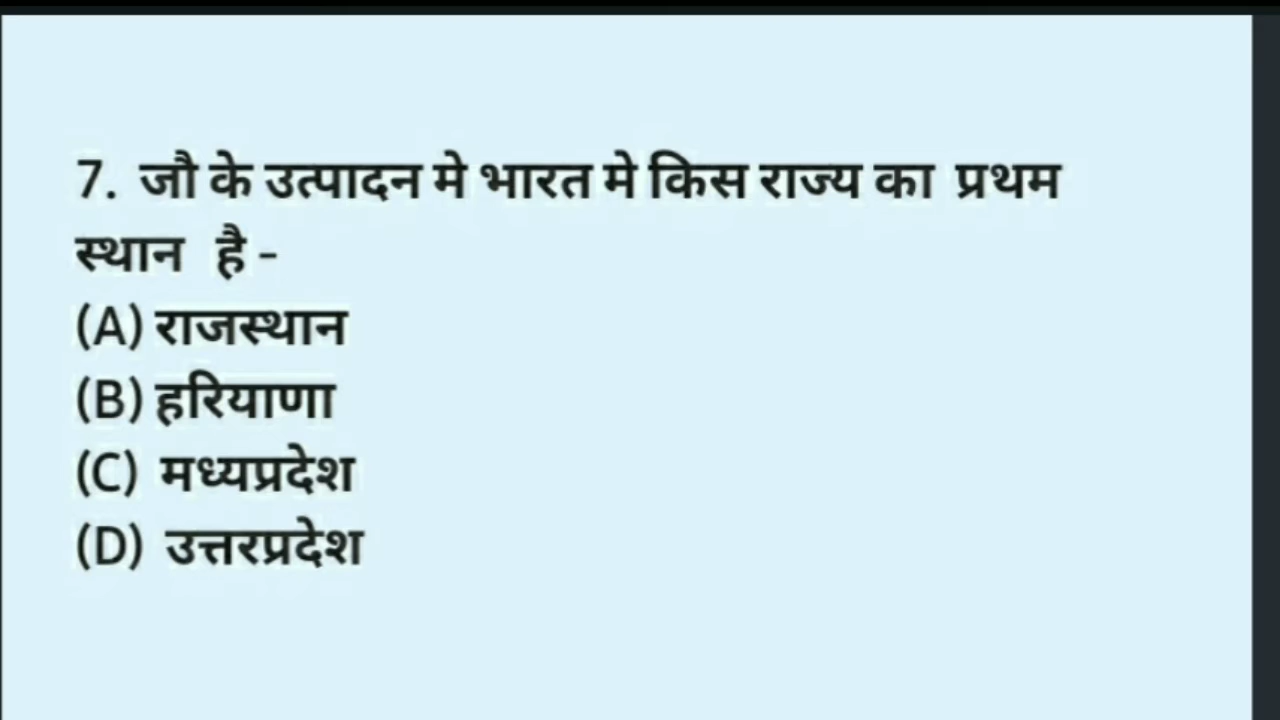 7. जौ के उत्पादन मे भारत मे किस राज्य का प्रथम
स्थान है -
(A) राजस्थान
(B) हरियाणा
(C) मध्यप्रदेश
(D) उत्तरप्रदेश